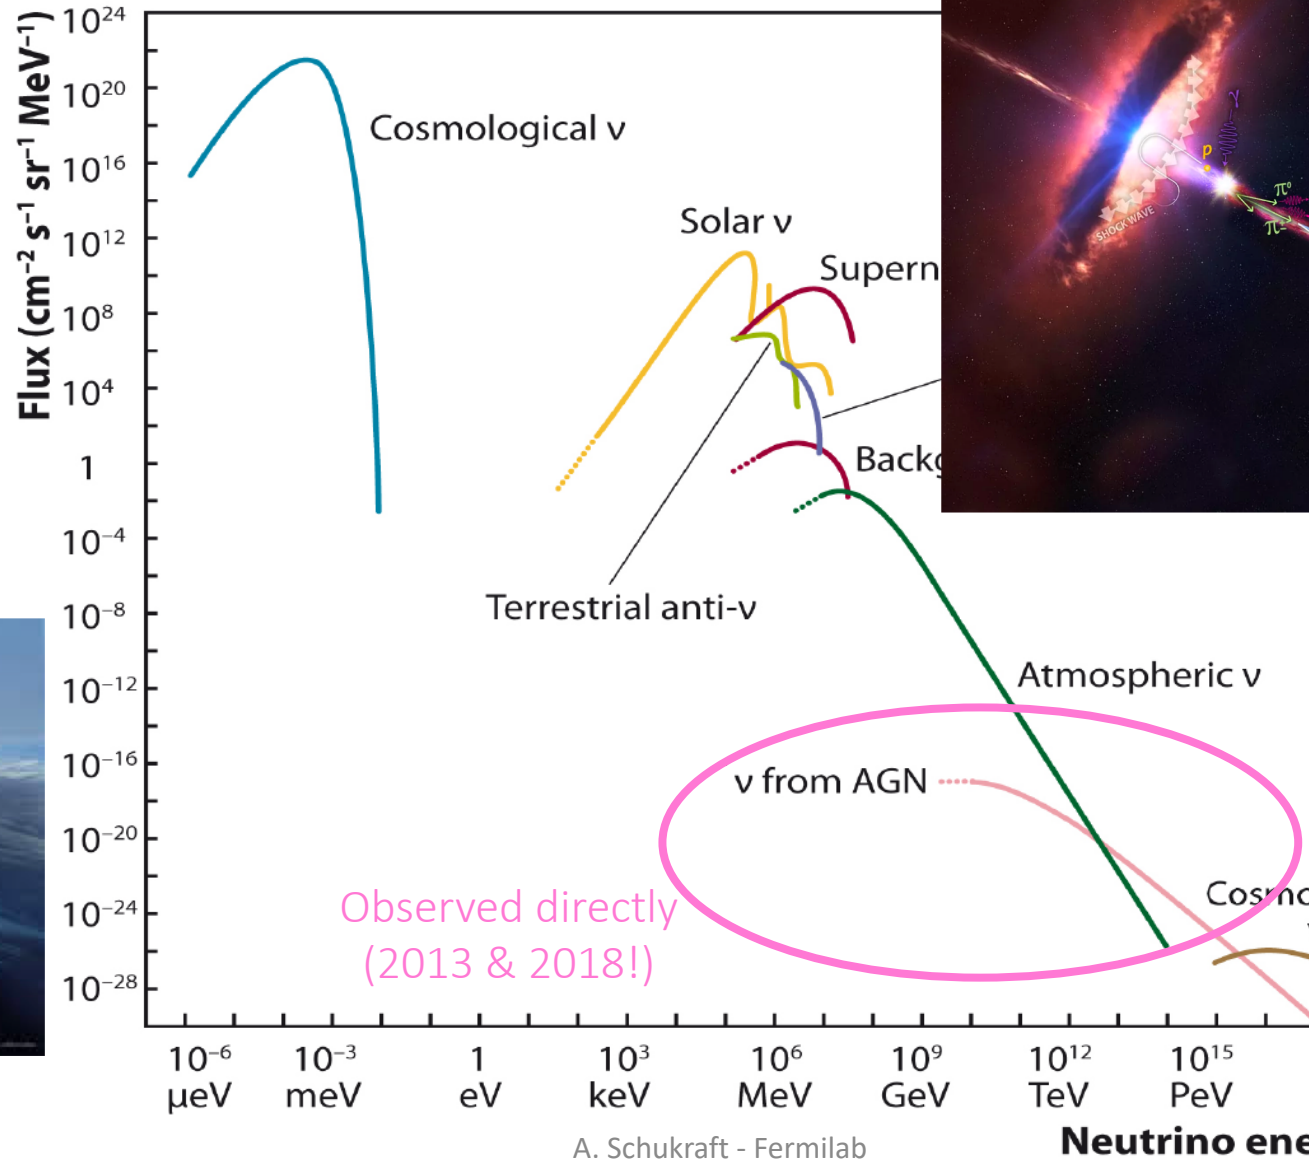 Flux (cm⁻² s⁻¹ sr⁻¹ MeV⁻¹)
10²⁴
10²⁰
10¹⁶
10¹²
10⁸
10⁴
1
10⁻⁴
10⁻⁸
10⁻¹²
10⁻¹⁶
10⁻²⁰
10⁻²⁴
10⁻²⁸
Cosmological ν
Solar ν
Supern
Backg
Terrestrial anti-ν
Atmospheric ν
ν from AGN
Cosmo
Observed directly
(2013 & 2018!)
γ
p
π⁰
SHOCK WAVE
10⁻⁶ 10⁻³ 1 10³ 10⁶ 10⁹ 10¹² 10¹⁵
μeV meV eV keV MeV GeV TeV PeV
Neutrino ene
A. Schukraft - Fermilab